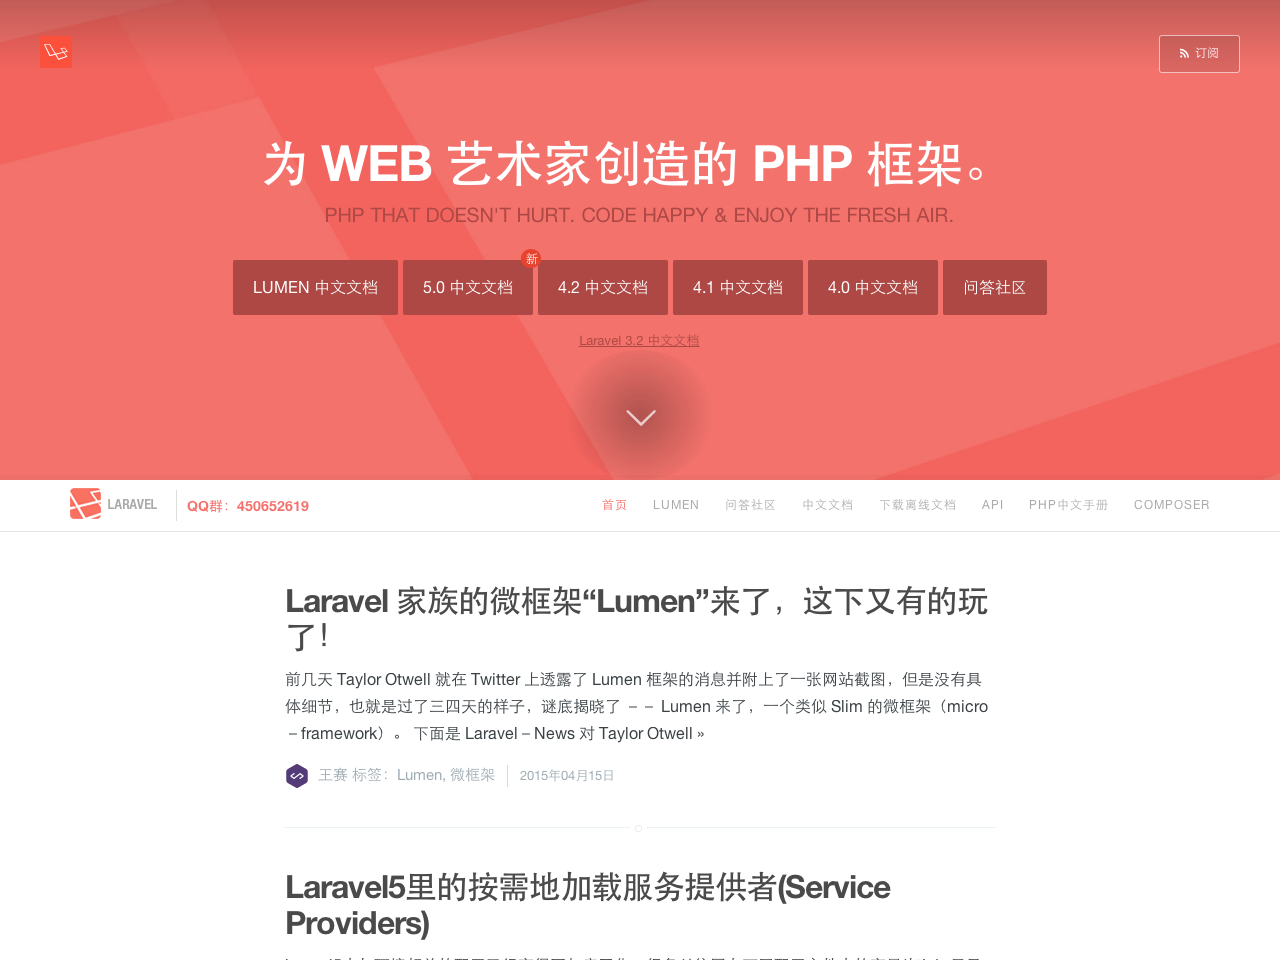 订阅
为 WEB 艺术家创造的 PHP 框架。
PHP THAT DOESN'T HURT. CODE HAPPY & ENJOY THE FRESH AIR.
新
LUMEN 中文文档 5.0 中文文档 4.2 中文文档 4.1 中文文档 4.0 中文文档 问答社区
Laravel 3.2 中文文档
LARAVEL QQ群：450652619 首页 LUMEN 问答社区 中文文档 下载离线文档 API PHP中文手册 COMPOSER
Laravel 家族的微框架“Lumen”来了，这下又有的玩
了！
前几天 Taylor Otwell 就在 Twitter 上透露了 Lumen 框架的消息并附上了一张网站截图，但是没有具
体细节，也就是过了三四天的样子，谜底揭晓了 －－ Lumen 来了，一个类似 Slim 的微框架（micro
–framework）。 下面是 Laravel – News 对 Taylor Otwell »
王赛 标签：Lumen, 微框架 2015年04月15日
Laravel5里的按需地加载服务提供者(Service
Providers)